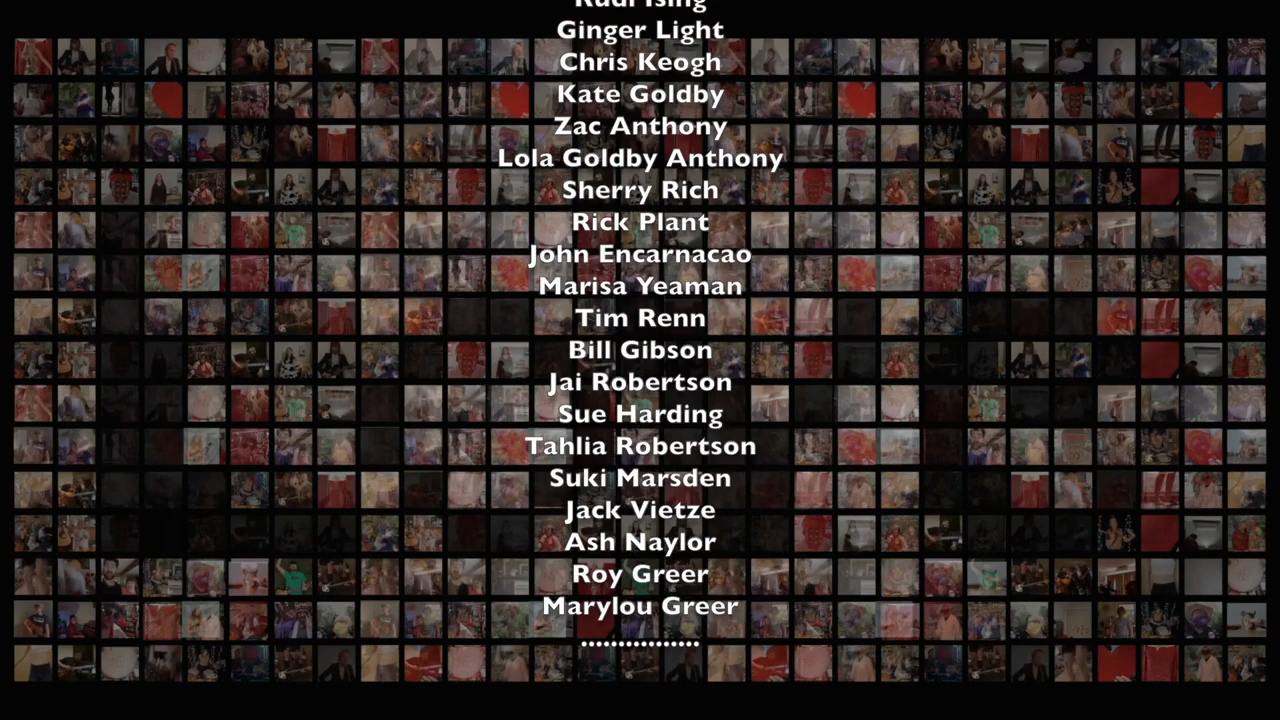 Rudi Ising
Ginger Light
Chris Keogh
Kate Goldby
Zac Anthony
Lola Goldby Anthony
Sherry Rich
Rick Plant
John Encarnacao
Marisa Yeaman
Tim Renn
Bill Gibson
Jai Robertson
Sue Harding
Tahlia Robertson
Suki Marsden
Jack Vietze
Ash Naylor
Roy Greer
Marylou Greer
................